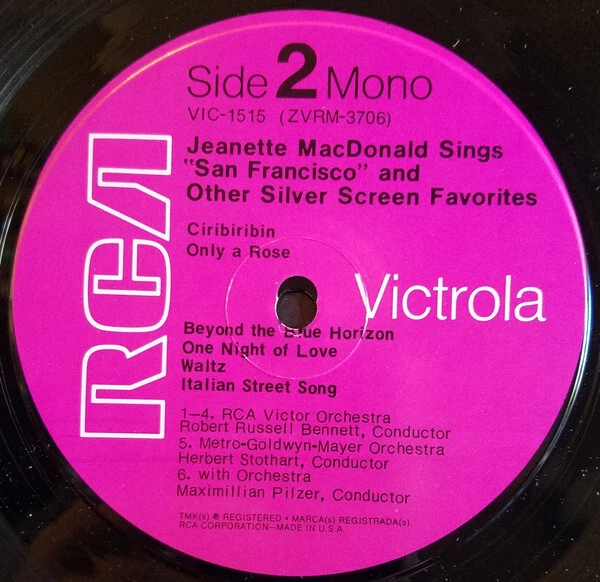 Side 2 Mono
VIC-1515 (ZVRM-3706)
Jeanette MacDonald Sings
"San Francisco" and
Other Silver Screen Favorites
Ciribiribin
Only a Rose
RCA
Victrola
Beyond the Blue Horizon
One Night of Love
Waltz
Italian Street Song
1—4. RCA Victor Orchestra
Robert Russell Bennett, Conductor
5. Metro-Goldwyn-Mayer Orchestra
Herbert Stothart, Conductor
6. with Orchestra
Maximillian Pilzer, Conductor
TMK(s) ® REGISTERED • MARCA(s) REGISTRADA(s)
RCA CORPORATION—MADE IN U.S.A.